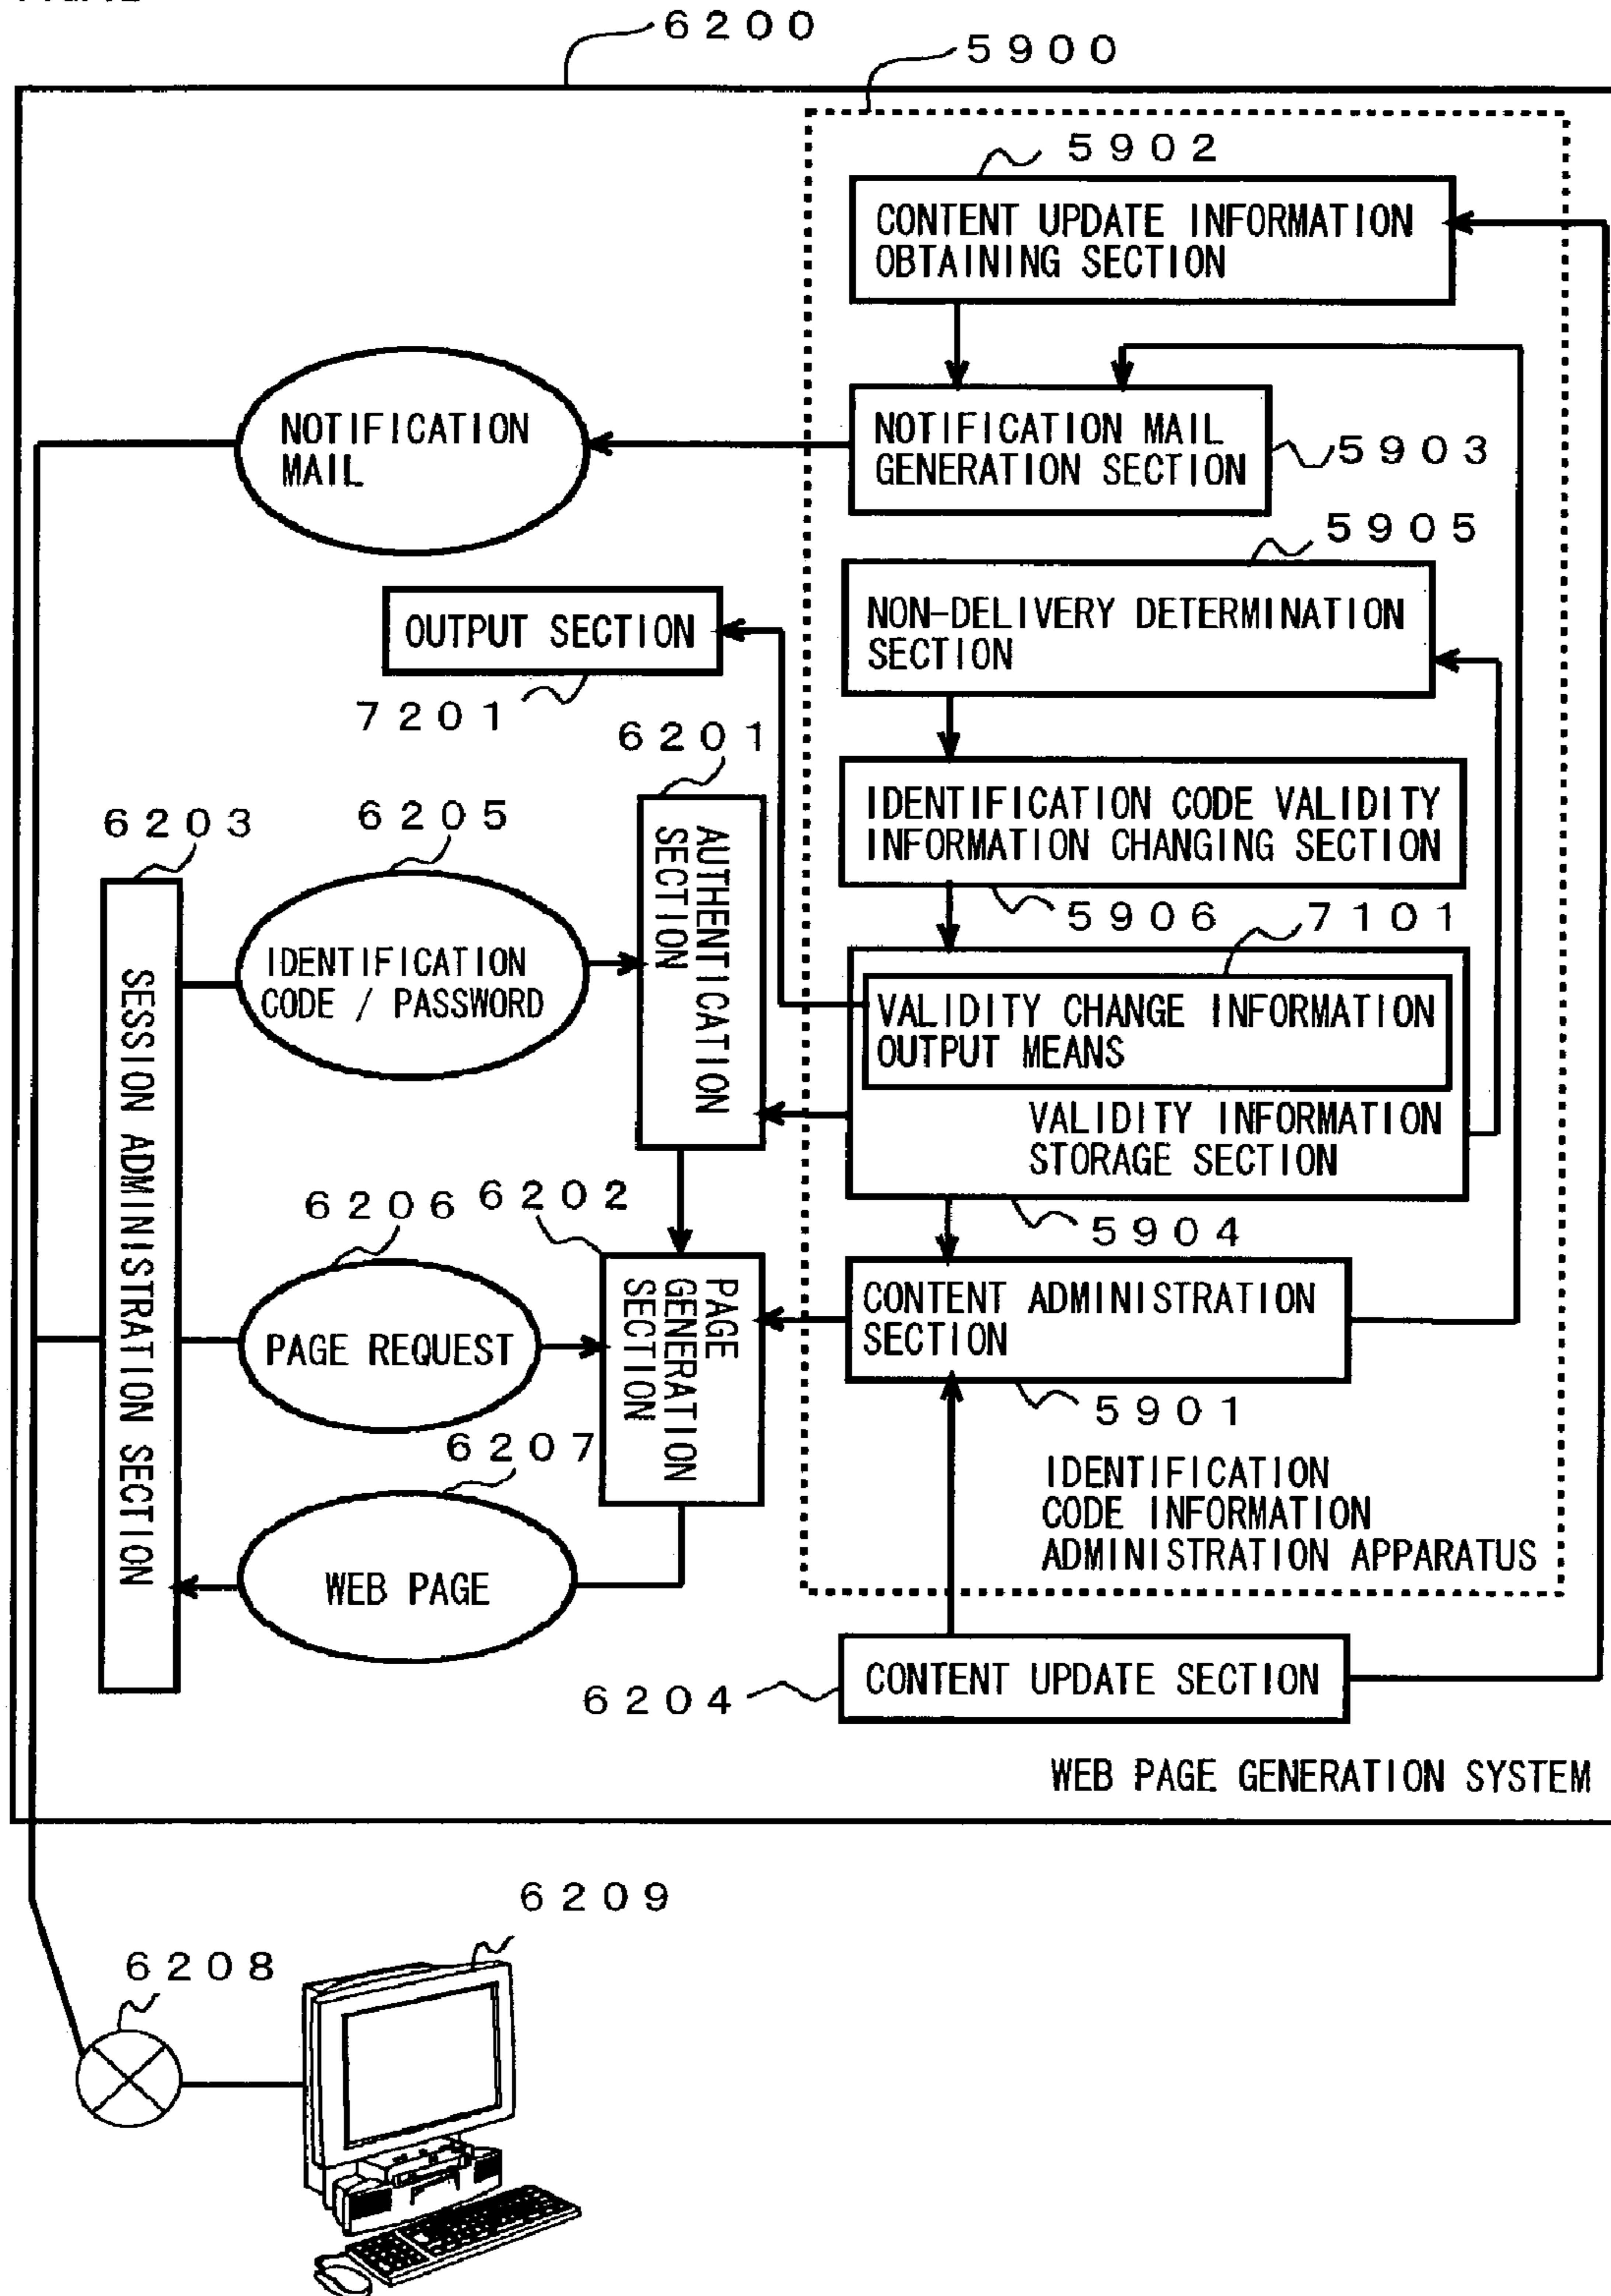 6200
5900
5902
CONTENT UPDATE INFORMATION
OBTAINING SECTION
NOTIFICATION
MAIL
NOTIFICATION MAIL
GENERATION SECTION
5903
5905
NON-DELIVERY DETERMINATION
SECTION
OUTPUT SECTION
7201
6201
IDENTIFICATION CODE VALIDITY
INFORMATION CHANGING SECTION
5906
7101
6203
6205
AUTHENTICATION
SECTION
IDENTIFICATION
CODE / PASSWORD
VALIDITY CHANGE INFORMATION
OUTPUT MEANS
VALIDITY INFORMATION
STORAGE SECTION
5904
SESSION ADMINISTRATION SECTION
6206
6202
PAGE REQUEST
PAGE
GENERATION
SECTION
CONTENT ADMINISTRATION
SECTION
5901
6207
WEB PAGE
IDENTIFICATION
CODE INFORMATION
ADMINISTRATION APPARATUS
6204
CONTENT UPDATE SECTION
WEB PAGE GENERATION SYSTEM
6209
6208